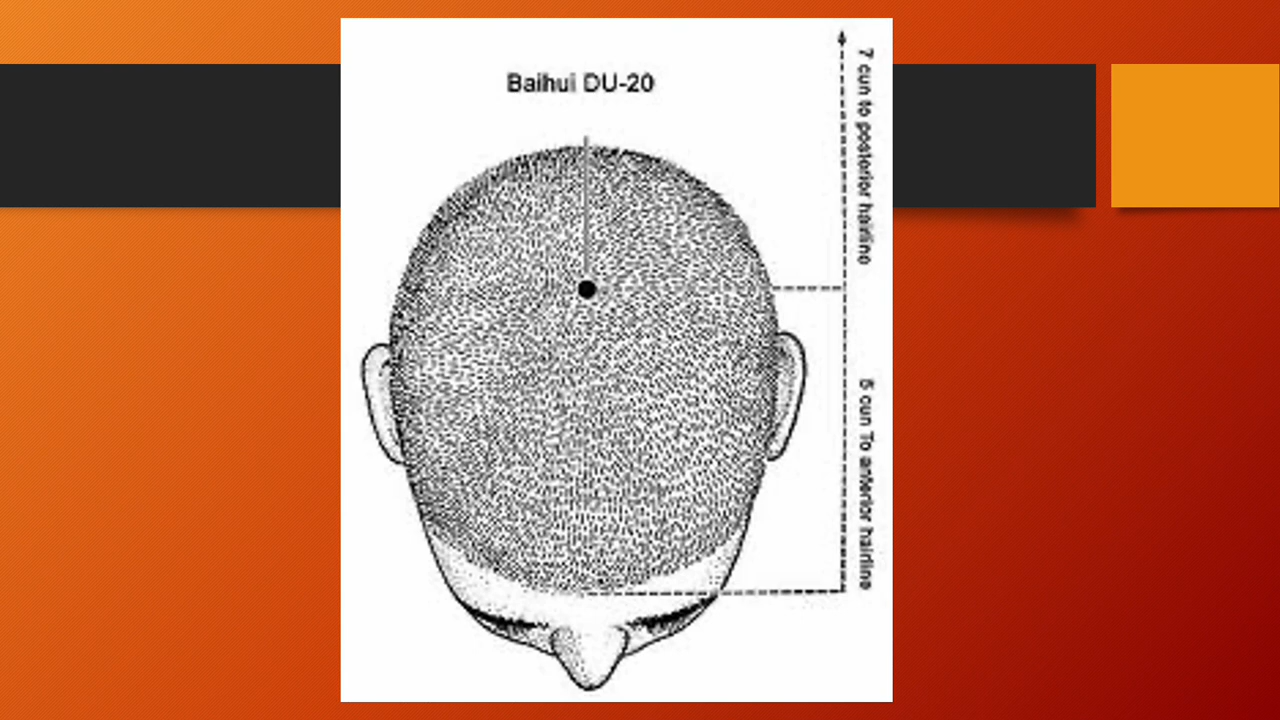 Baihui DU-20
7 cun to posterior hairline
5 cun To anterior hairline